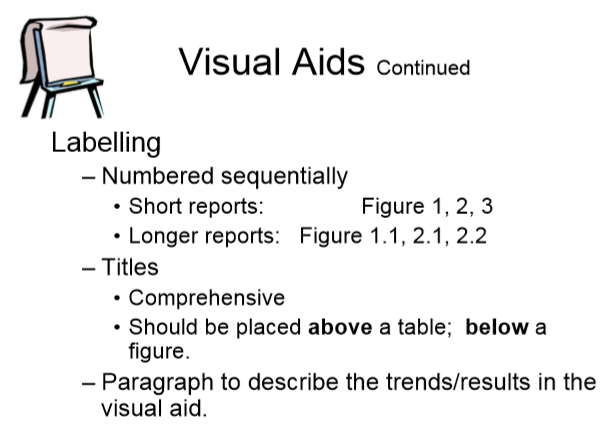 Visual Aids Continued
Labelling
– Numbered sequentially
• Short reports: Figure 1, 2, 3
• Longer reports: Figure 1.1, 2.1, 2.2
– Titles
• Comprehensive
• Should be placed above a table; below a
figure.
– Paragraph to describe the trends/results in the
visual aid.